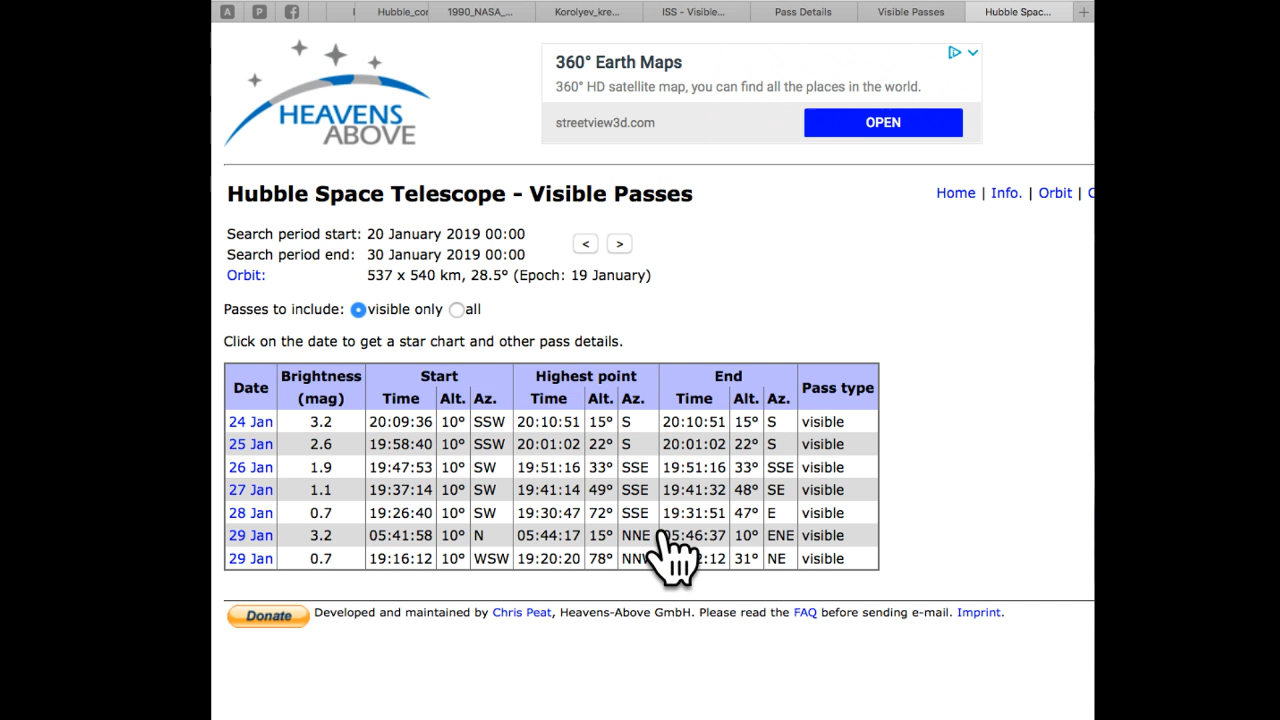 A P Hubble_cor 1990_NASA_... Korolyev_kre... ISS - Visible... Pass Details Visible Passes Hubble Spac... +
HEAVENS
ABOVE
360° Earth Maps
360° HD satellite map, you can find all the places in the world.
streetview3d.com OPEN
Hubble Space Telescope - Visible Passes
Home | Info. | Orbit |
Search period start: 20 January 2019 00:00
Search period end: 30 January 2019 00:00
< >
Orbit: 537 x 540 km, 28.5° (Epoch: 19 January)
Passes to include: visible only all
Click on the date to get a star chart and other pass details.
Date Brightness (mag) Start Highest point End Pass type
Time Alt. Az. Time Alt. Az. Time Alt. Az.
24 Jan 3.2 20:09:36 10° SSW 20:10:51 15° S 20:10:51 15° S visible
25 Jan 2.6 19:58:40 10° SSW 20:01:02 22° S 20:01:02 22° S visible
26 Jan 1.9 19:47:53 10° SW 19:51:16 33° SSE 19:51:16 33° SSE visible
27 Jan 1.1 19:37:14 10° SW 19:41:14 49° SSE 19:41:32 48° SE visible
28 Jan 0.7 19:26:40 10° SW 19:30:47 72° SSE 19:31:51 47° E visible
29 Jan 3.2 05:41:58 10° N 05:44:17 15° NNE 05:46:37 10° ENE visible
29 Jan 0.7 19:16:12 10° WSW 19:20:20 78° 31° NE visible
Donate Developed and maintained by Chris Peat, Heavens-Above GmbH. Please read the FAQ before sending e-mail. Imprint.